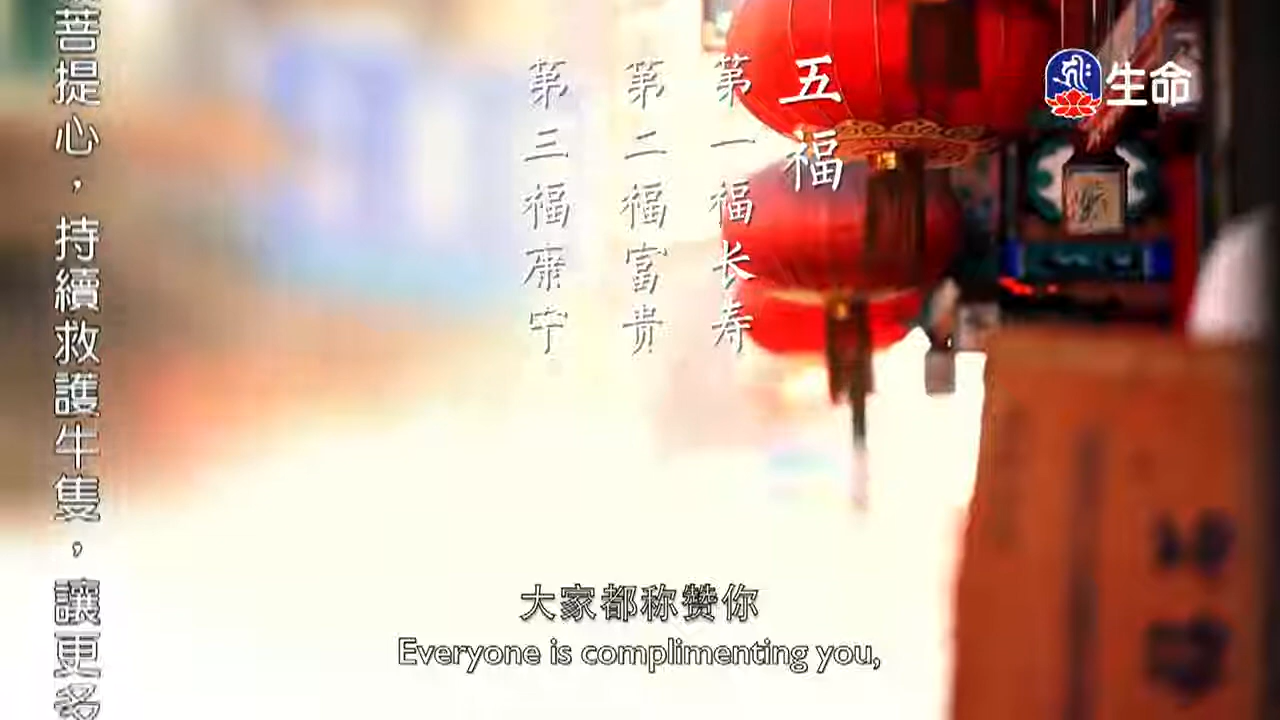 菩提心，持續救護牛隻，讓更多
五福
第一福长寿
第二福富贵
第三福康宁
生命
大家都称赞你
Everyone is complimenting you,